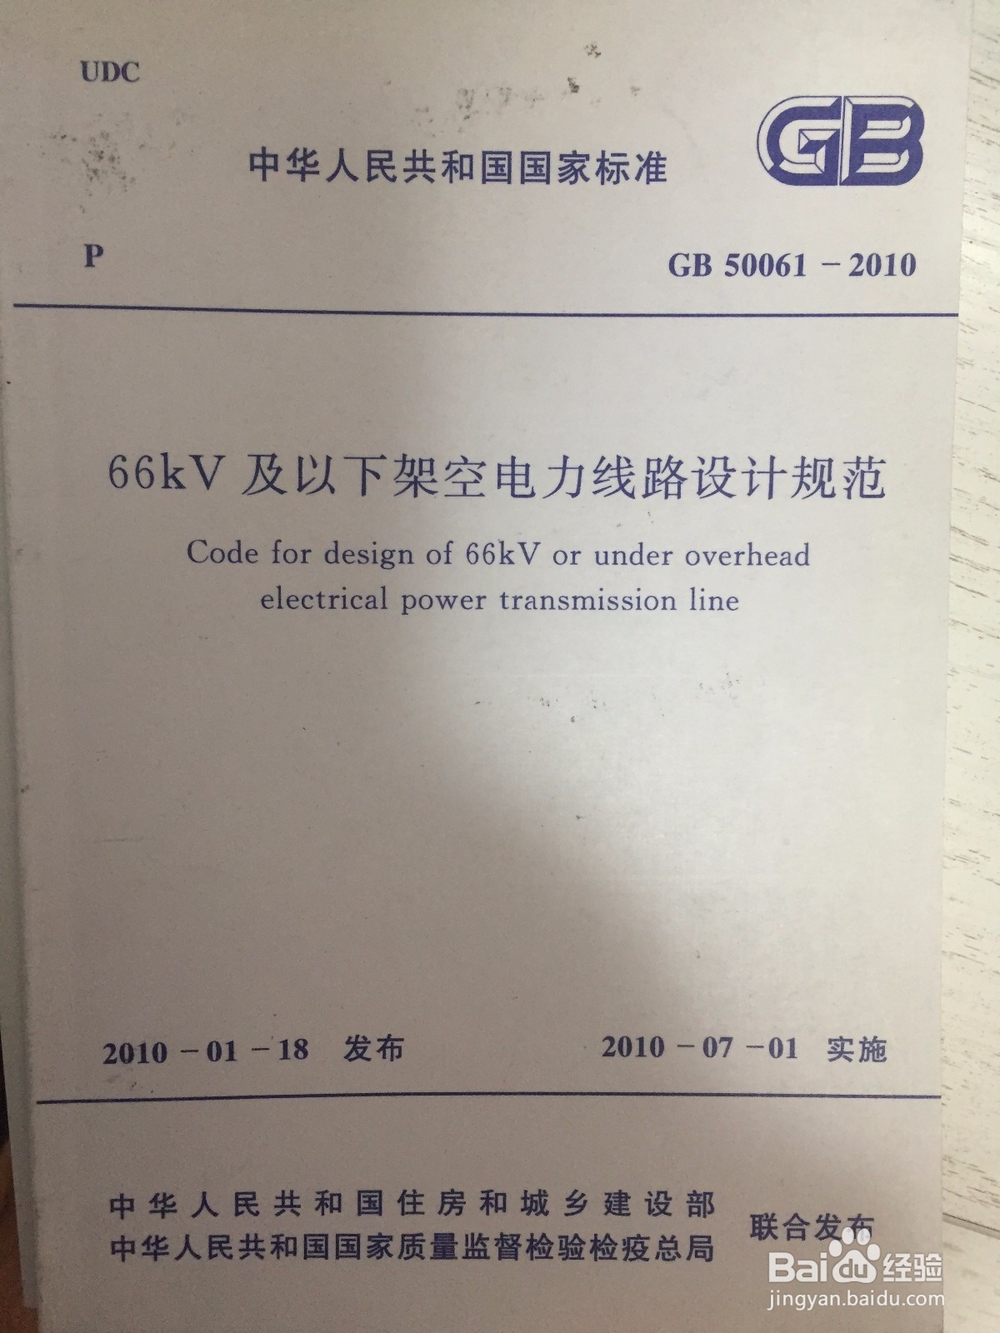 UDC
中华人民共和国国家标准
GB
P
GB 50061－2010
66kV 及以下架空电力线路设计规范
Code for design of 66kV or under overhead
electrical power transmission line
2010－01－18 发布
2010－07－01 实施
中华人民共和国住房和城乡建设部
中华人民共和国国家质量监督检验检疫总局
联合发布
Baidu经验
jingyan.baidu.com